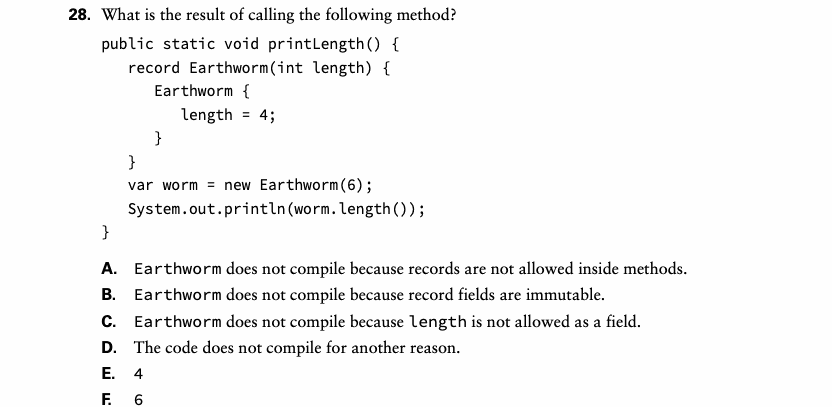 28. What is the result of calling the following method?
public static void printLength() {
   record Earthworm(int length) {
      Earthworm {
         length = 4;
      }
   }
   var worm = new Earthworm(6);
   System.out.println(worm.length());
}
A. Earthworm does not compile because records are not allowed inside methods.
B. Earthworm does not compile because record fields are immutable.
C. Earthworm does not compile because length is not allowed as a field.
D. The code does not compile for another reason.
E. 4
F. 6